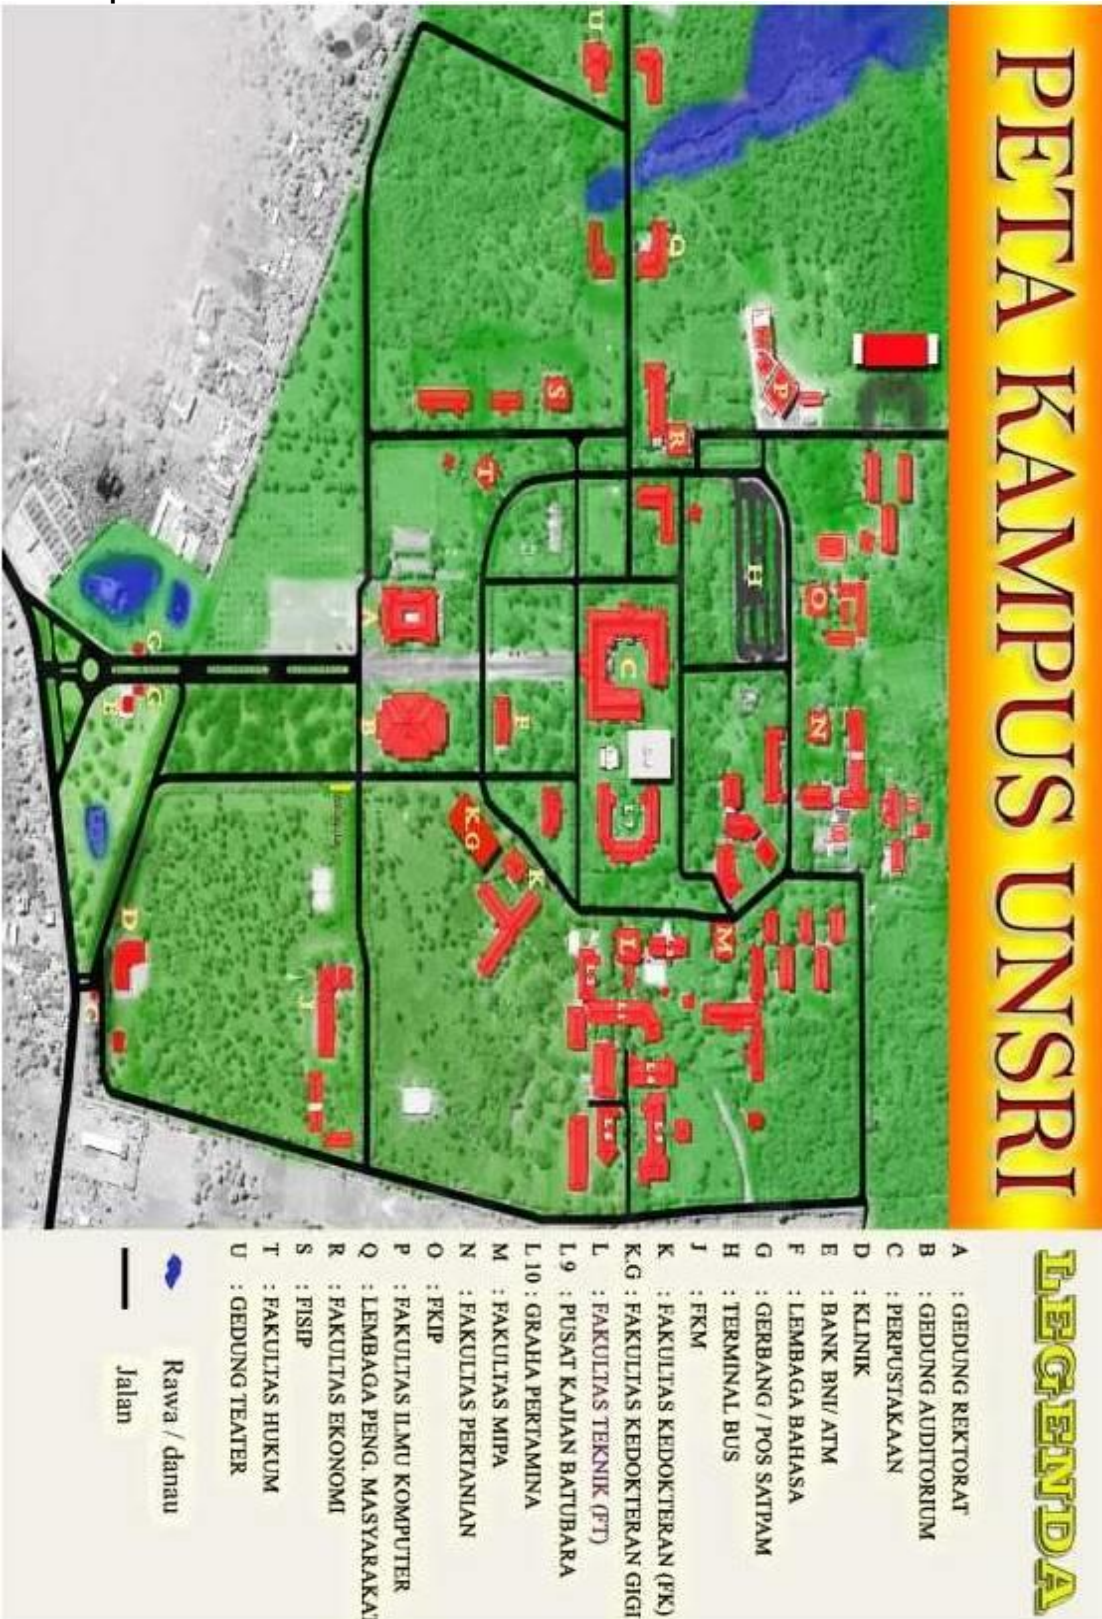 PETA KAMPUS UNSRI
U
Q
P
S
R
T
H
O
A
C
G
G
E
B
F
N
L 7
K.G
K
D
L
M
J
G
LEGENDA
A : GEDUNG REKTORAT
B : GEDUNG AUDITORIUM
C : PERPUSTAKAAN
D : KLINIK
E : BANK BNI/ ATM
F : LEMBAGA BAHASA
G : GERBANG / POS SATPAM
H : TERMINAL BUS
J : FKM
K : FAKULTAS KEDOKTERAN (FK)
K.G : FAKULTAS KEDOKTERAN GIGI
L : FAKULTAS TEKNIK (FT)
L 9 : PUSAT KAJIAN BATUBARA
L 10 : GRAHA PERTAMINA
M : FAKULTAS MIPA
N : FAKULTAS PERTANIAN
O : FKIP
P : FAKULTAS ILMU KOMPUTER
Q : LEMBAGA PENG. MASYARAKAT
R : FAKULTAS EKONOMI
S : FISIP
T : FAKULTAS HUKUM
U : GEDUNG TEATER
Rawa / danau
Jalan